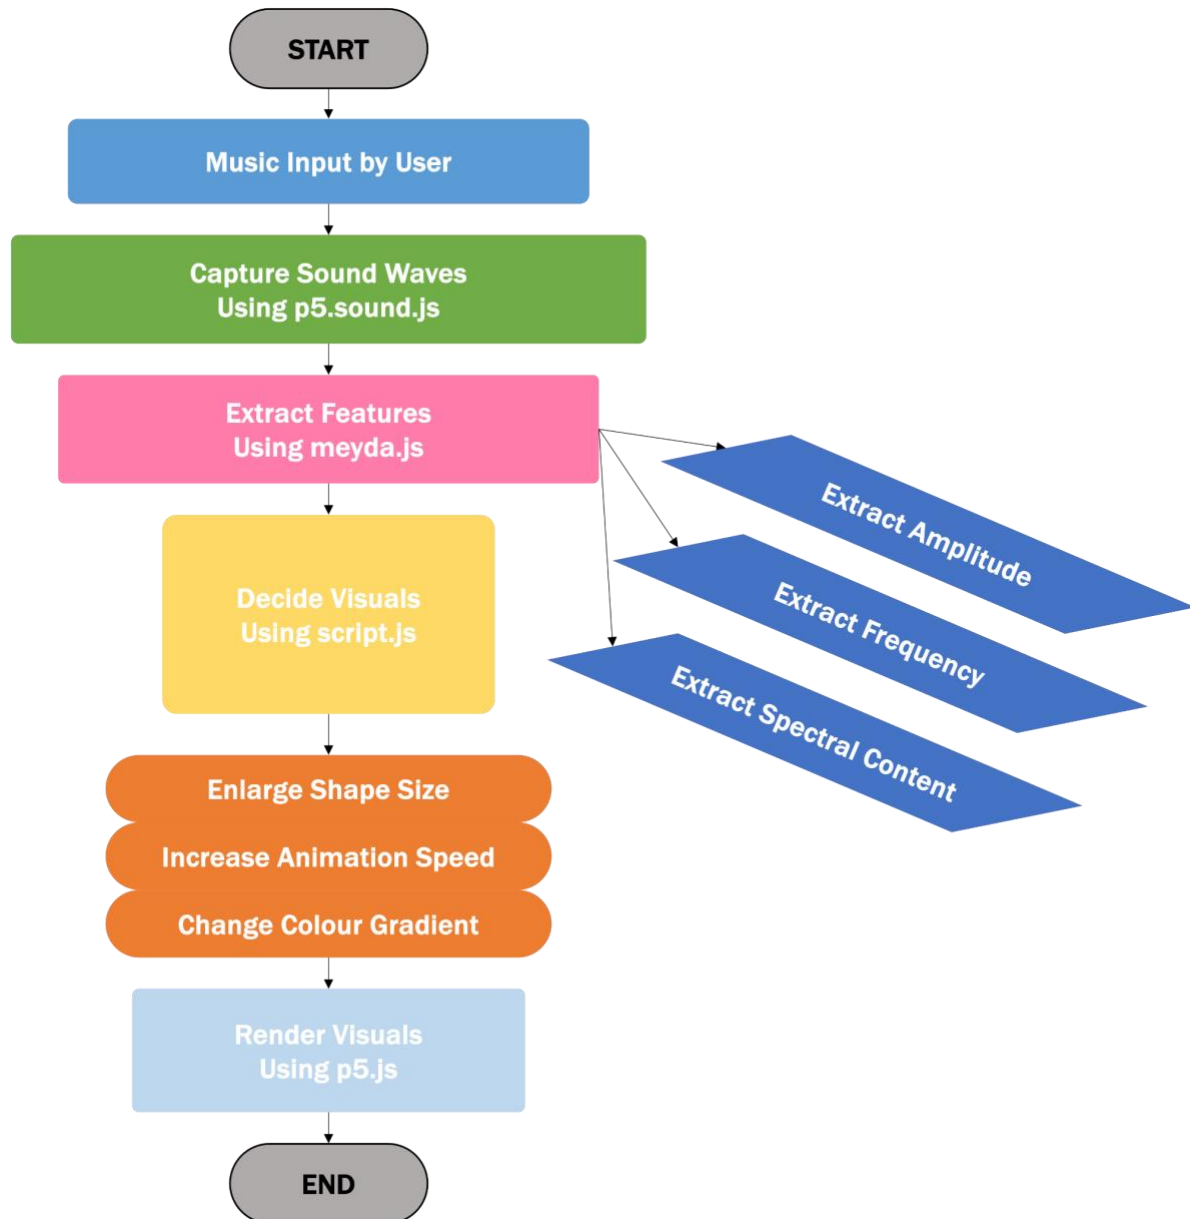 START
Music Input by User
Capture Sound Waves
Using p5.sound.js
Extract Features
Using meyda.js
Extract Amplitude
Extract Frequency
Extract Spectral Content
Decide Visuals
Using script.js
Enlarge Shape Size
Increase Animation Speed
Change Colour Gradient
Render Visuals
Using p5.js
END